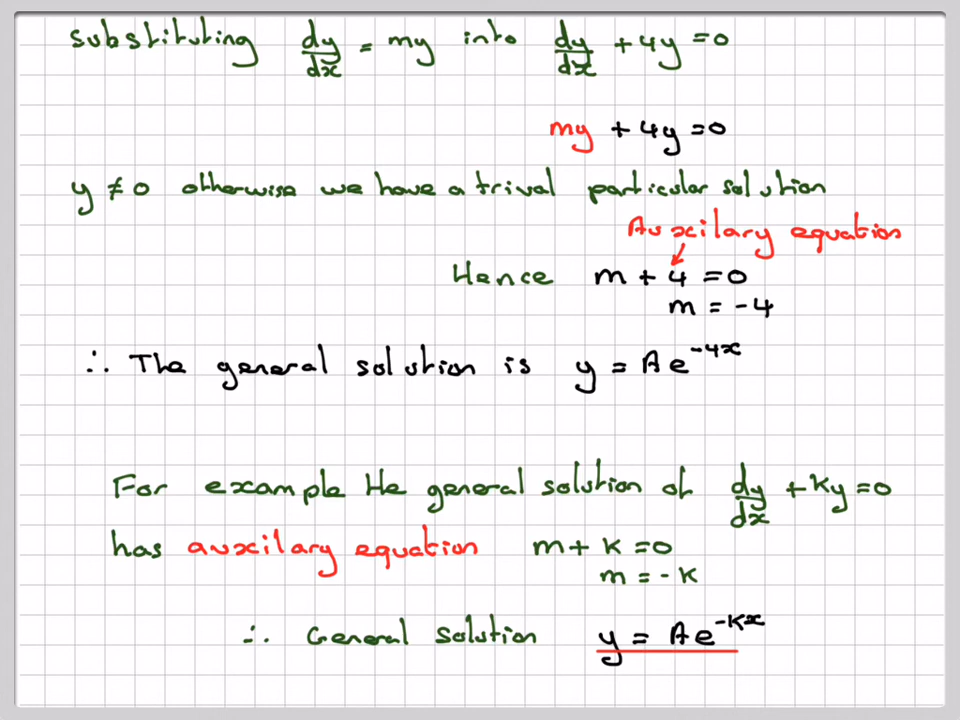 substituting dy/dx = my into dy/dx + 4y = 0
my + 4y = 0
y ≠ 0 otherwise we have a trival particular solution
Auxcilary equation
Hence m + 4 = 0
m = -4
∴ The general solution is y = Ae^{-4x}
For example the general solution of dy/dx + Ky = 0
has auxcilary equation m + K = 0
m = -K
∴ General solution y = Ae^{-Kx}